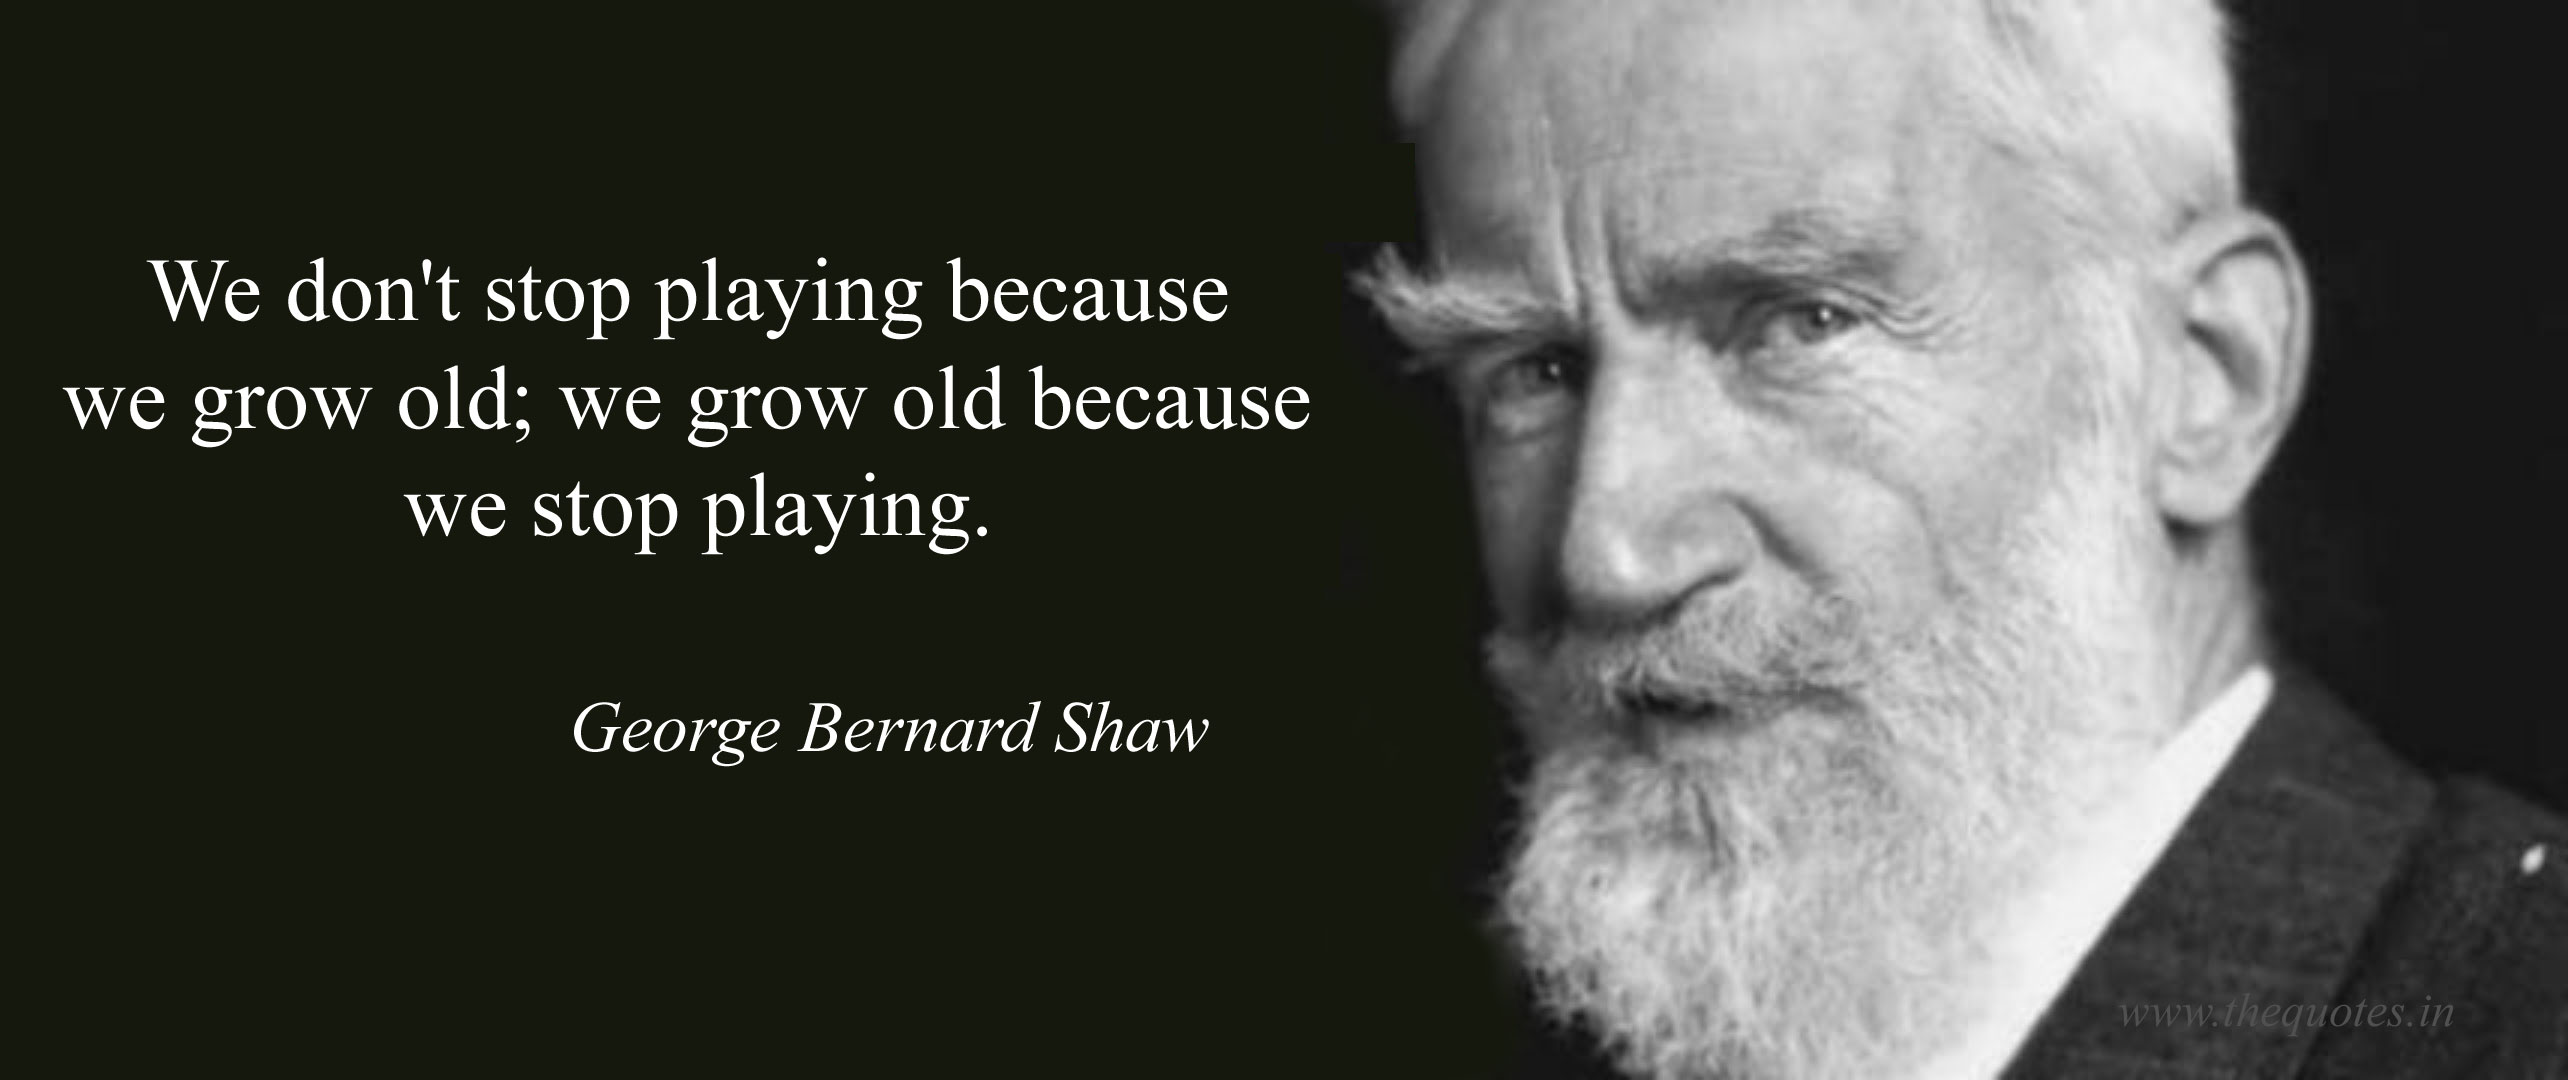 We don't stop playing because
we grow old; we grow old because
we stop playing.
George Bernard Shaw
www.thequotes.in